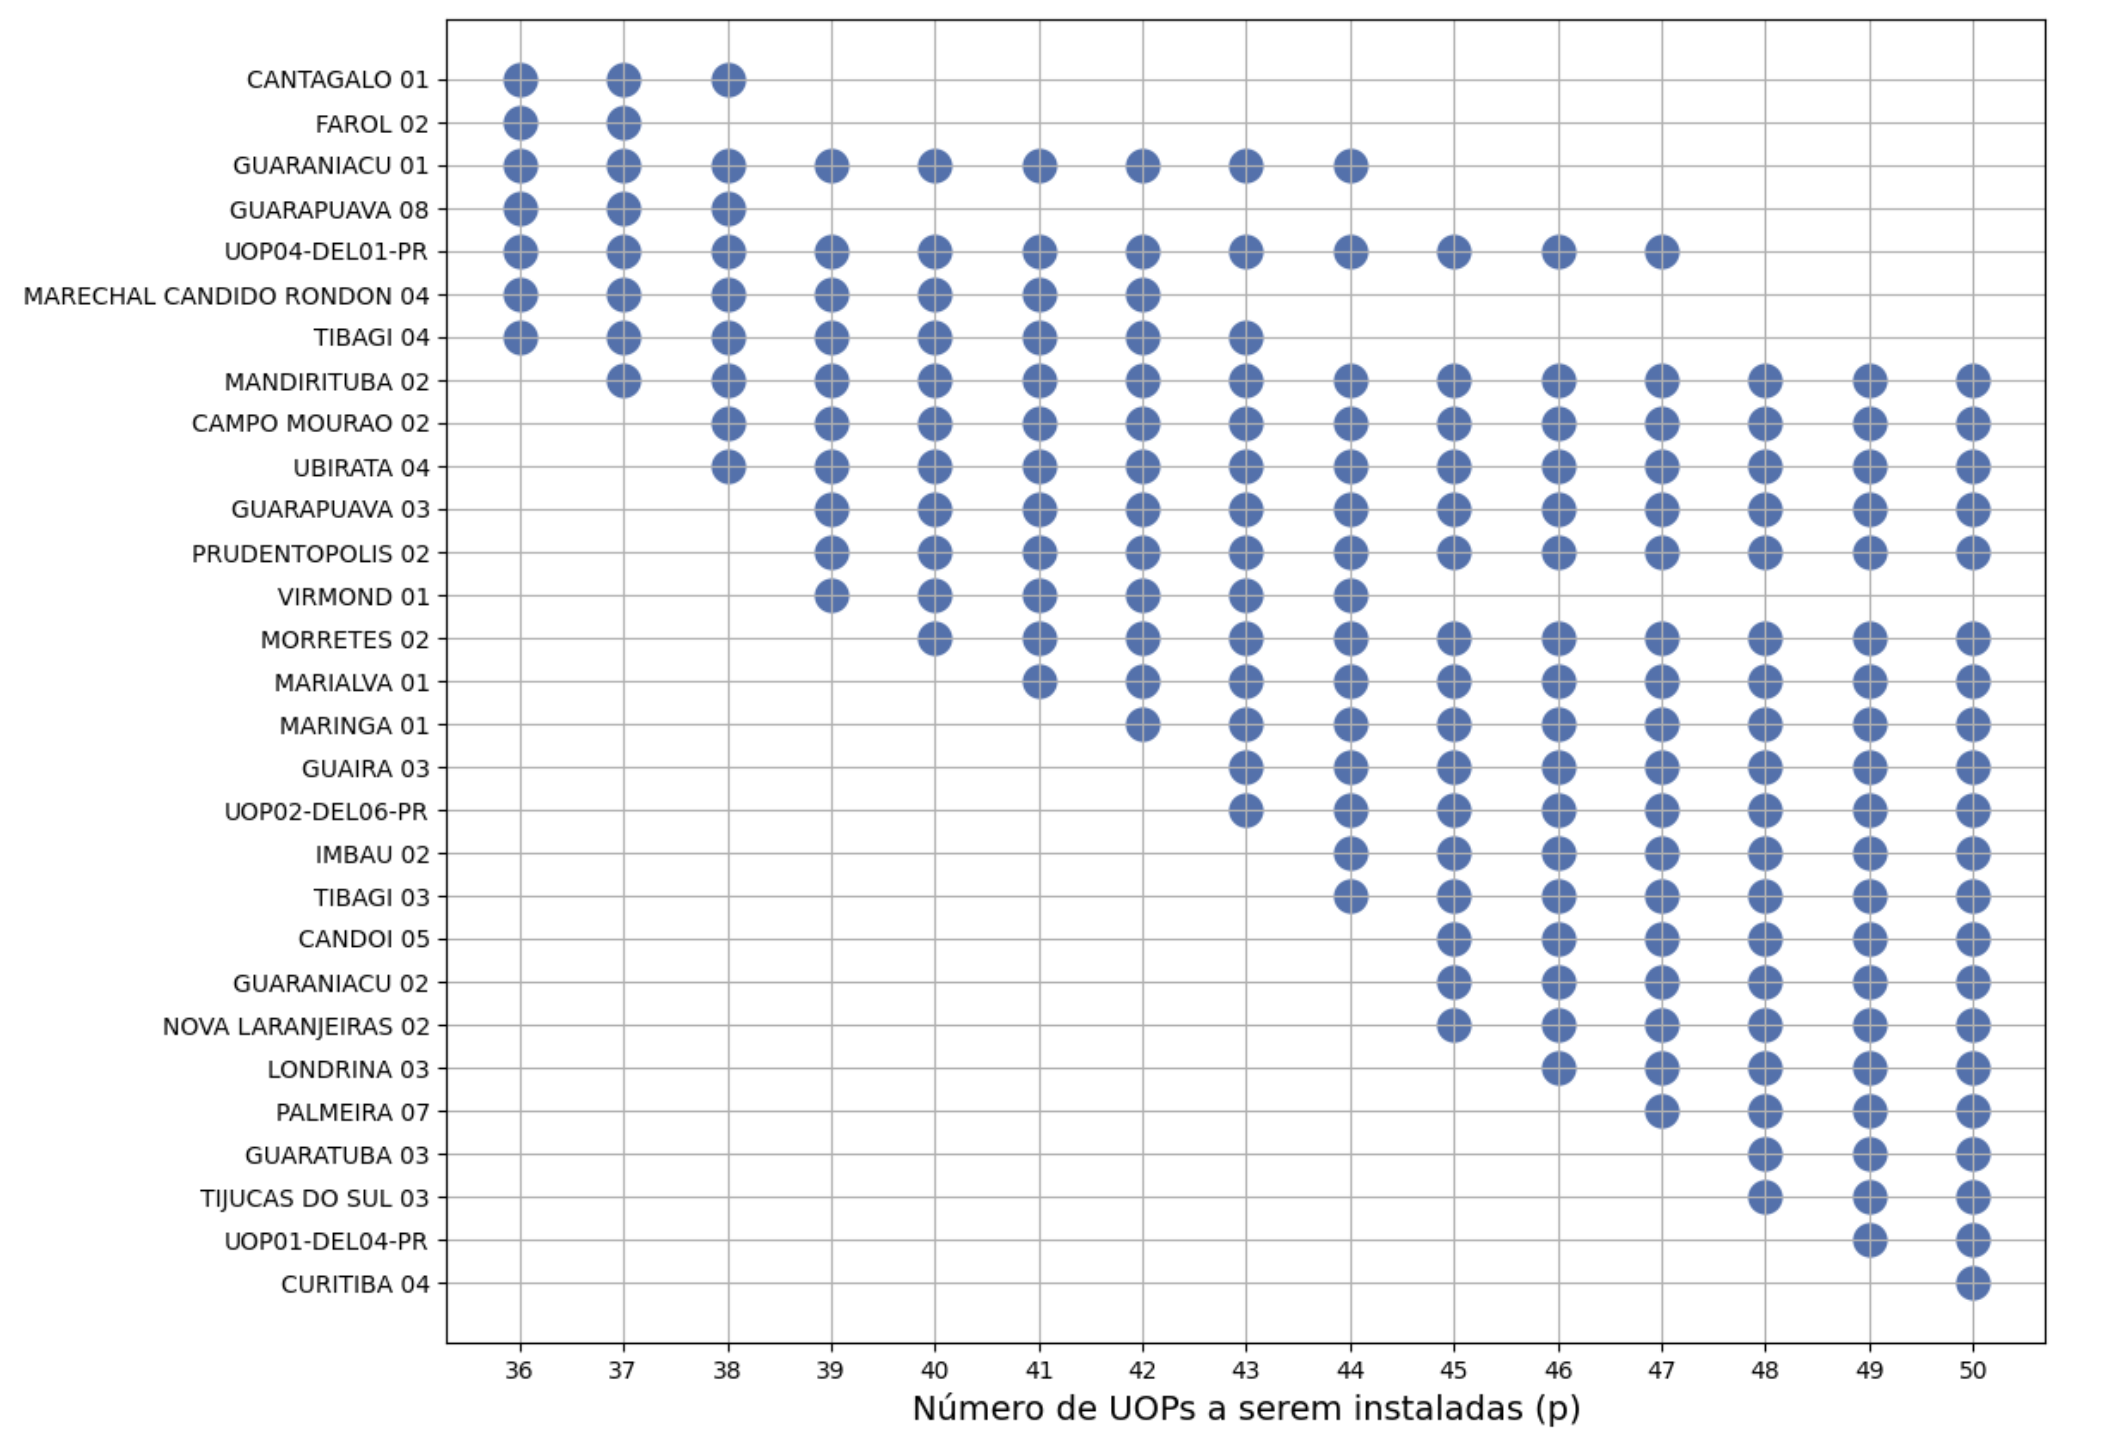 CANTAGALO 01
FAROL 02
GUARANIACU 01
GUARAPUAVA 08
UOP04-DEL01-PR
MARECHAL CANDIDO RONDON 04
TIBAGI 04
MANDIRITUBA 02
CAMPO MOURAO 02
UBIRATA 04
GUARAPUAVA 03
PRUDENTOPOLIS 02
VIRMOND 01
MORRETES 02
MARIALVA 01
MARINGA 01
GUAIRA 03
UOP02-DEL06-PR
IMBAU 02
TIBAGI 03
CANDOI 05
GUARANIACU 02
NOVA LARANJEIRAS 02
LONDRINA 03
PALMEIRA 07
GUARATUBA 03
TIJUCAS DO SUL 03
UOP01-DEL04-PR
CURITIBA 04
36 37 38 39 40 41 42 43 44 45 46 47 48 49 50
Número de UOPs a serem instaladas (p)